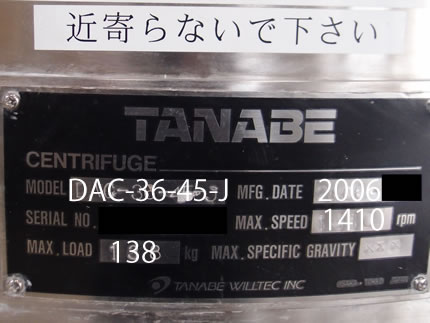 近寄らないで下さい
TANABE
CENTRIFUGE
MODEL DAC-36-45-J MFG.DATE 2006
SERIAL NO. MAX.SPEED 1410 rpm
MAX.LOAD 138 kg MAX.SPECIFIC GRAVITY
TANABE WILLTEC INC